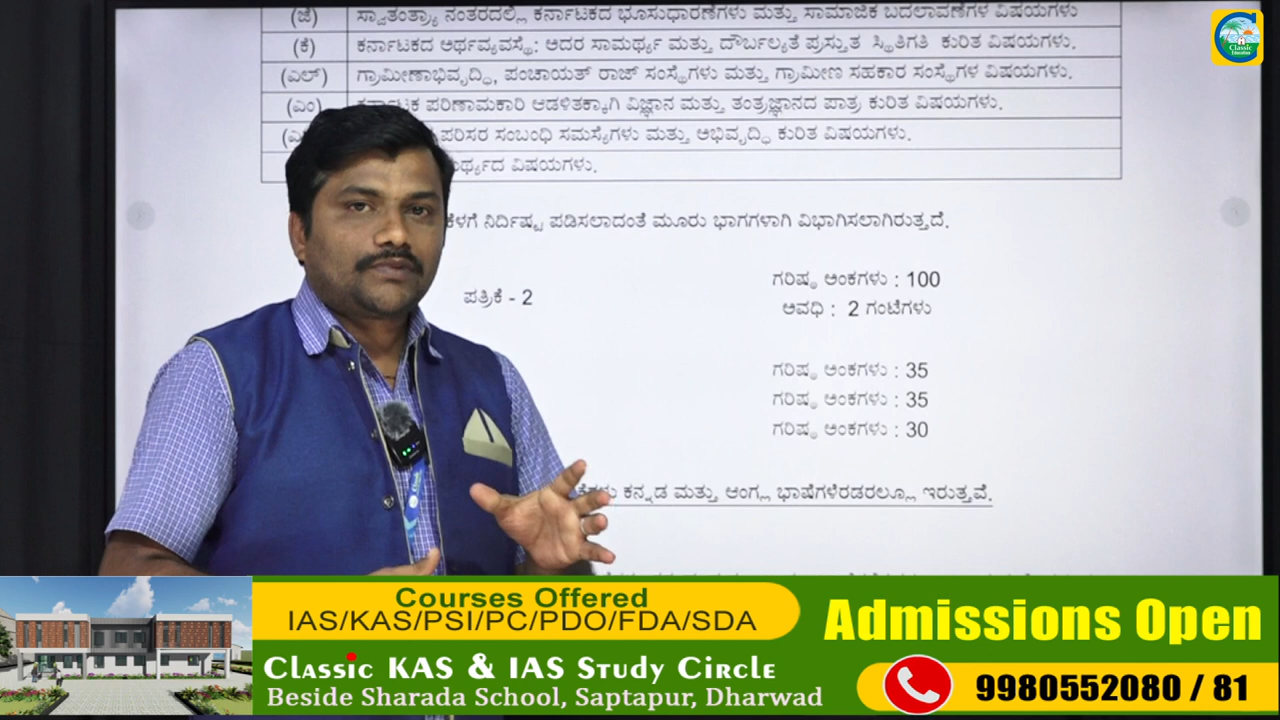 (ಜೆ) ಸ್ವಾತಂತ್ರ್ಯಾ ನಂತರದಲ್ಲಿ ಕರ್ನಾಟಕದ ಭೂಸುಧಾರಣೆಗಳು ಮತ್ತು ಸಾಮಾಜಿಕ ಬದಲಾವಣೆಗಳ ವಿಷಯಗಳು
(ಕೆ) ಕರ್ನಾಟಕದ ಅರ್ಥವ್ಯವಸ್ಥೆ: ಅದರ ಸಾಮರ್ಥ್ಯ ಮತ್ತು ದೌರ್ಬಲ್ಯತೆ ಪ್ರಸ್ತುತ ಸ್ಥಿತಿಗತಿ ಕುರಿತ ವಿಷಯಗಳು.
(ಎಲ್) ಗ್ರಾಮೀಣಾಭಿವೃದ್ಧಿ, ಪಂಚಾಯತ್ ರಾಜ್ ಸಂಸ್ಥೆಗಳು ಮತ್ತು ಗ್ರಾಮೀಣ ಸಹಕಾರ ಸಂಸ್ಥೆಗಳ ವಿಷಯಗಳು.
(ಎಂ) ಕರ್ನಾಟಕ ಪರಿಣಾಮಕಾರಿ ಆಡಳಿತಕ್ಕಾಗಿ ವಿಜ್ಞಾನ ಮತ್ತು ತಂತ್ರಜ್ಞಾನದ ಪಾತ್ರ ಕುರಿತ ವಿಷಯಗಳು.
ಪರಿಸರ ಸಂಬಂಧಿ ಸಮಸ್ಯೆಗಳು ಮತ್ತು ಅಭಿವೃದ್ಧಿ ಕುರಿತ ವಿಷಯಗಳು.
ವಿಷಯಗಳು.
ನಿರ್ದಿಷ್ಟ ಪಡಿಸಲಾದಂತೆ ಮೂರು ಭಾಗಗಳಾಗಿ ವಿಭಾಗಿಸಲಾಗಿರುತ್ತದೆ.
ಪತ್ರಿಕೆ - 2
ಗರಿಷ್ಠ ಅಂಕಗಳು : 100
ಅವಧಿ : 2 ಗಂಟೆಗಳು
ಗರಿಷ್ಠ ಅಂಕಗಳು : 35
ಗರಿಷ್ಠ ಅಂಕಗಳು : 35
ಗರಿಷ್ಠ ಅಂಕಗಳು : 30
ಕನ್ನಡ ಮತ್ತು ಆಂಗ್ಲ ಭಾಷೆಗಳೆರಡರಲ್ಲೂ ಇರುತ್ತವೆ.
Classic
Education
Courses Offered
IAS/KAS/PSI/PC/PDO/FDA/SDA
Classic KAS & IAS Study Circle
Beside Sharada School, Saptapur, Dharwad
Admissions Open
9980552080 / 81